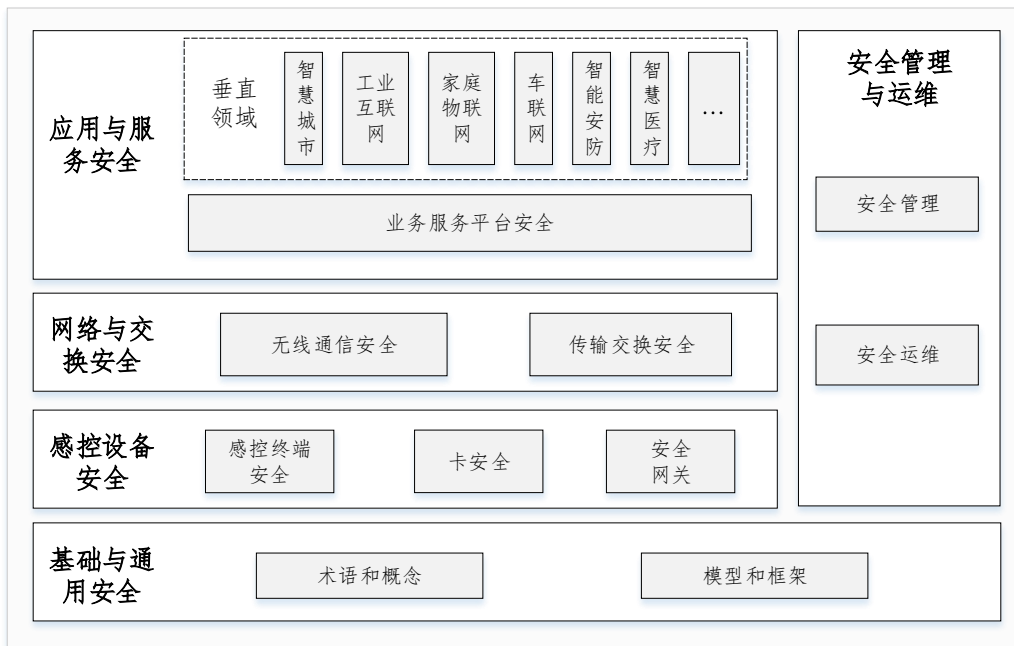 应用与服
务安全
垂直
领域
智
慧
城
市
工业
互联
网
家庭
物联
网
车
联
网
智
能
安
防
智
慧
医
疗
...
业务服务平台安全
网络与交
换安全
无线通信安全
传输交换安全
感控设备
安全
感控终端
安全
卡安全
安全
网关
基础与通
用安全
术语和概念
模型和框架
安全管理
与运维
安全管理
安全运维